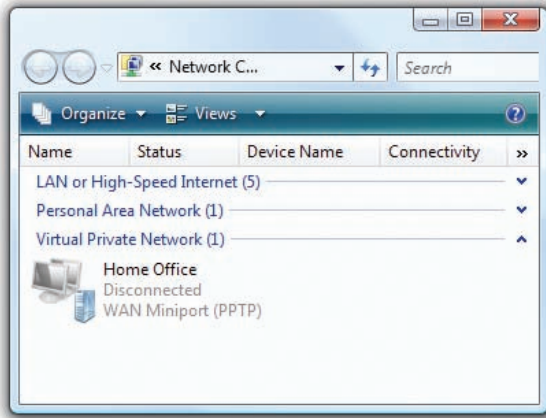 « Network C...
Search
Organize Views
Name Status Device Name Connectivity »
LAN or High-Speed Internet (5)
Personal Area Network (1)
Virtual Private Network (1)
Home Office
Disconnected
WAN Miniport (PPTP)